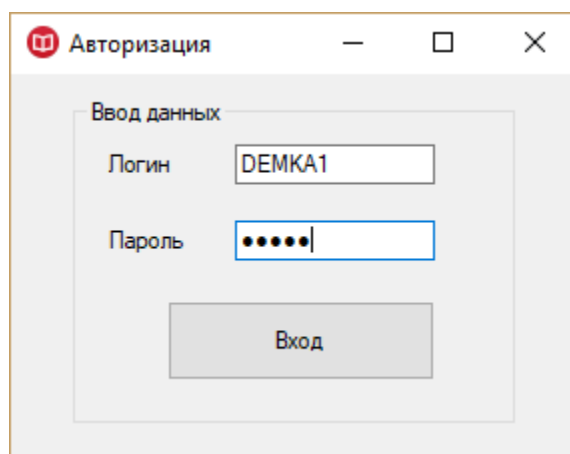 Авторизация
Ввод данных
Логин DEMKA1
Пароль •••••
Вход